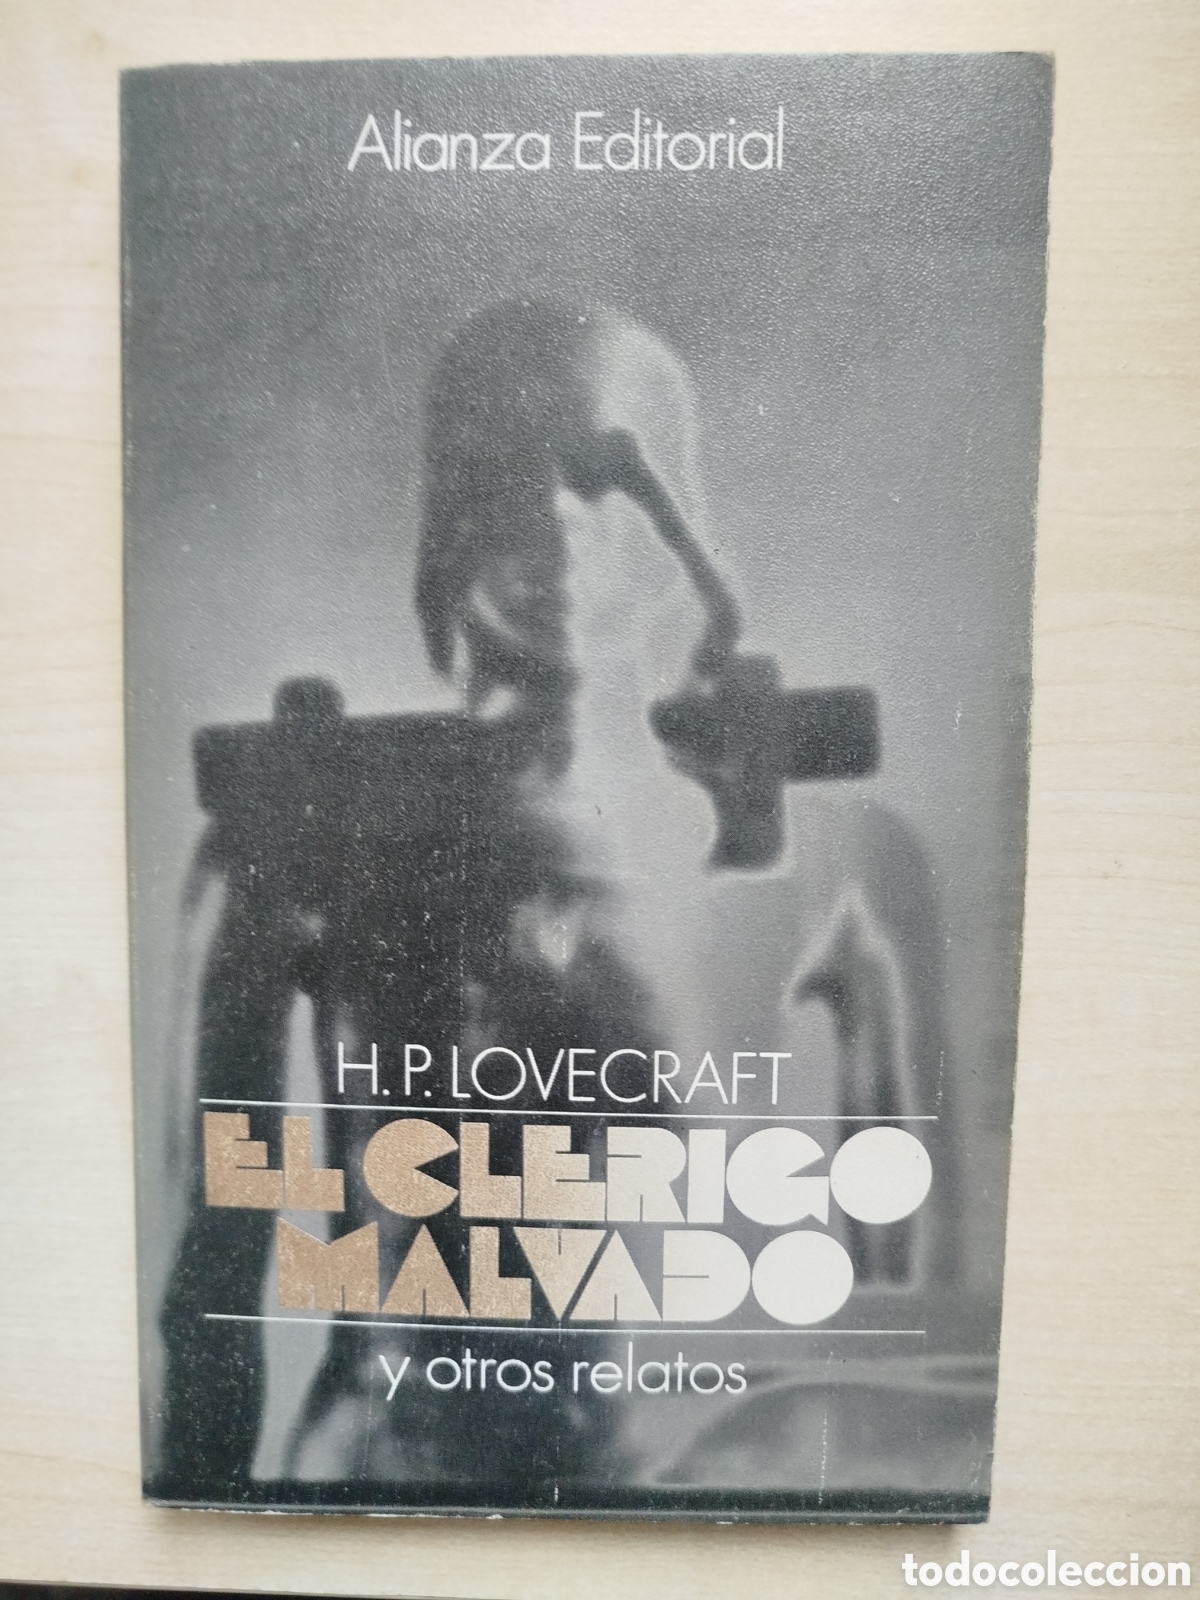 Alianza Editorial
H.P. LOVECRAFT
EL CLERIGO
MALVADO
y otros relatos
todocoleccion